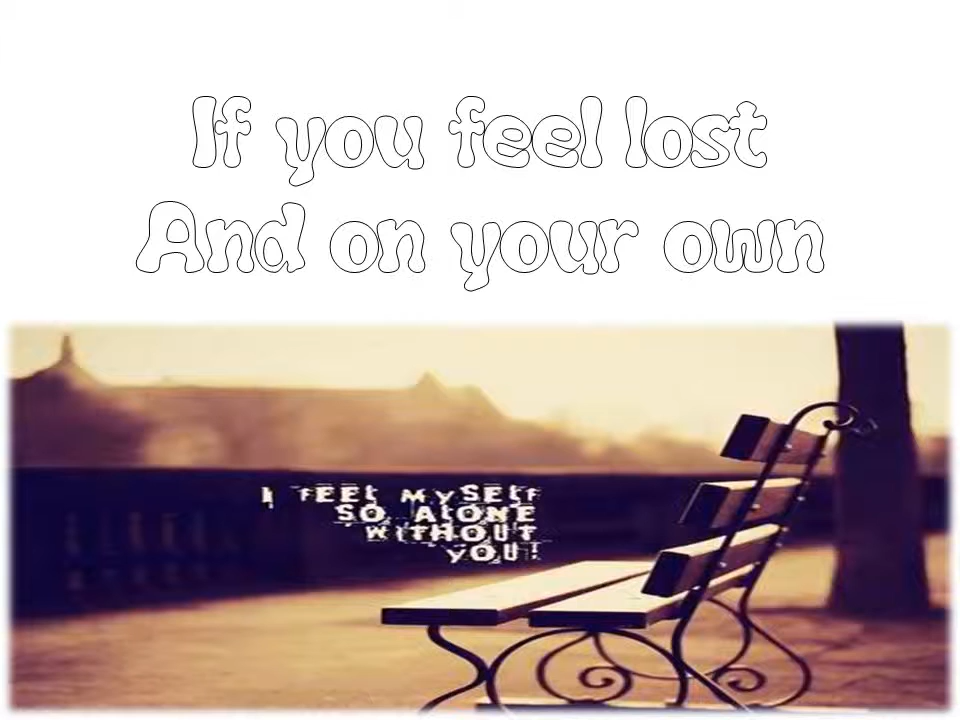 If you feel lost
And on your own
I FEEL MYSELF
SO ALONE
WITHOUT
YOU!